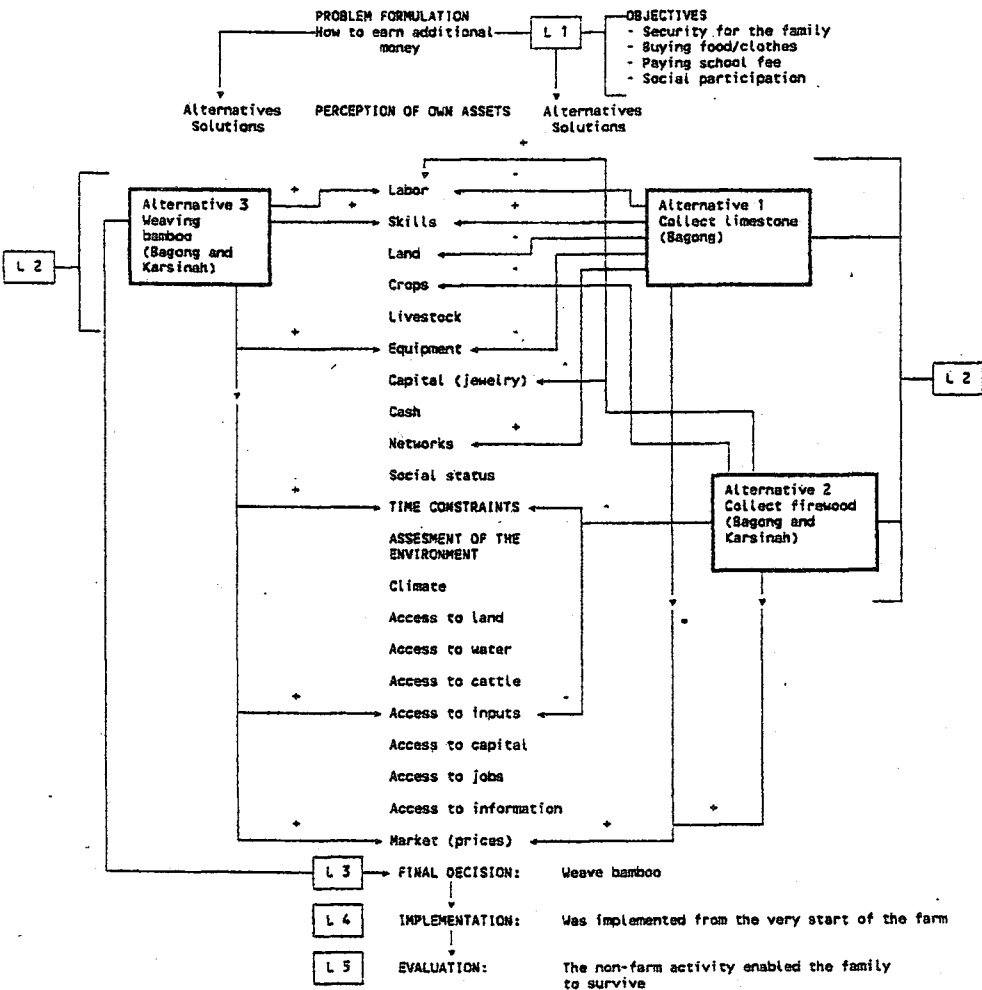 PROBLEM FORMULATION
How to earn additional
money
L 1
OBJECTIVES
- Security for the family
- Buying food/clothes
- Paying school fee
- Social participation
Alternatives
Solutions
PERCEPTION OF OWN ASSETS
Alternatives
Solutions
+
L 2
Alternative 3
Weaving
bamboo
(Bagong and
Karsinah)
+
+
Labor
-
Skills
+
Land
-
Crops
-
Livestock
+
Equipment
-
Capital (jewelry)
Cash
Networks
+
Social status
+
TIME CONSTRAINTS
-
ASSESMENT OF THE
ENVIRONMENT
Climate
Access to land
Access to water
Access to cattle
+
Access to inputs
-
Access to capital
Access to jobs
Access to information
+
Market (prices)
+
+
Alternative 1
Collect limestone
(Bagong)
L 2
Alternative 2
Collect firewood
(Bagong and
Karsinah)
L 3
FINAL DECISION: Weave bamboo
L 4
IMPLEMENTATION: Was implemented from the very start of the farm
L 5
EVALUATION: The non-farm activity enabled the family
to survive